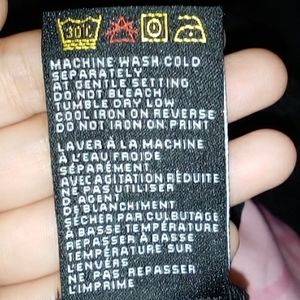 30°
MACHINE WASH COLD
SEPARATELY
AT GENTLE SETTING
DO NOT BLEACH
TUMBLE DRY LOW
COOL IRON ON REVERSE
DO NOT IRON ON PRINT
LAVER À LA MACHINE
À L'EAU FROIDE
SÉPARÉMENT
AVEC AGITATION RÉDUITE
NE PAS UTILISER
D'AGENT
DE BLANCHIMENT
SÉCHER PAR CULBUTAGE
À BASSE TEMPÉRATURE
REPASSER À BASSE
TEMPÉRATURE SUR
L'ENVERS
NE PAS REPASSER
L'IMPRIMÉ